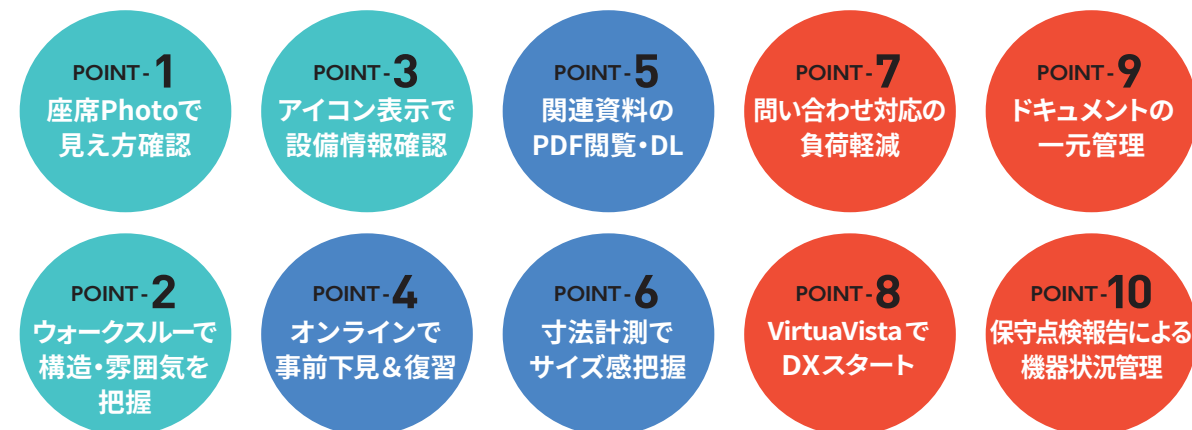 POINT-1
座席Photoで
見え方確認
POINT-2
ウォークスルーで
構造・雰囲気を
把握
POINT-3
アイコン表示で
設備情報確認
POINT-4
オンラインで
事前下見＆復習
POINT-5
関連資料の
PDF閲覧・DL
POINT-6
寸法計測で
サイズ感把握
POINT-7
問い合わせ対応の
負荷軽減
POINT-8
VirtuaVistaで
DXスタート
POINT-9
ドキュメントの
一元管理
POINT-10
保守点検報告による
機器状況管理